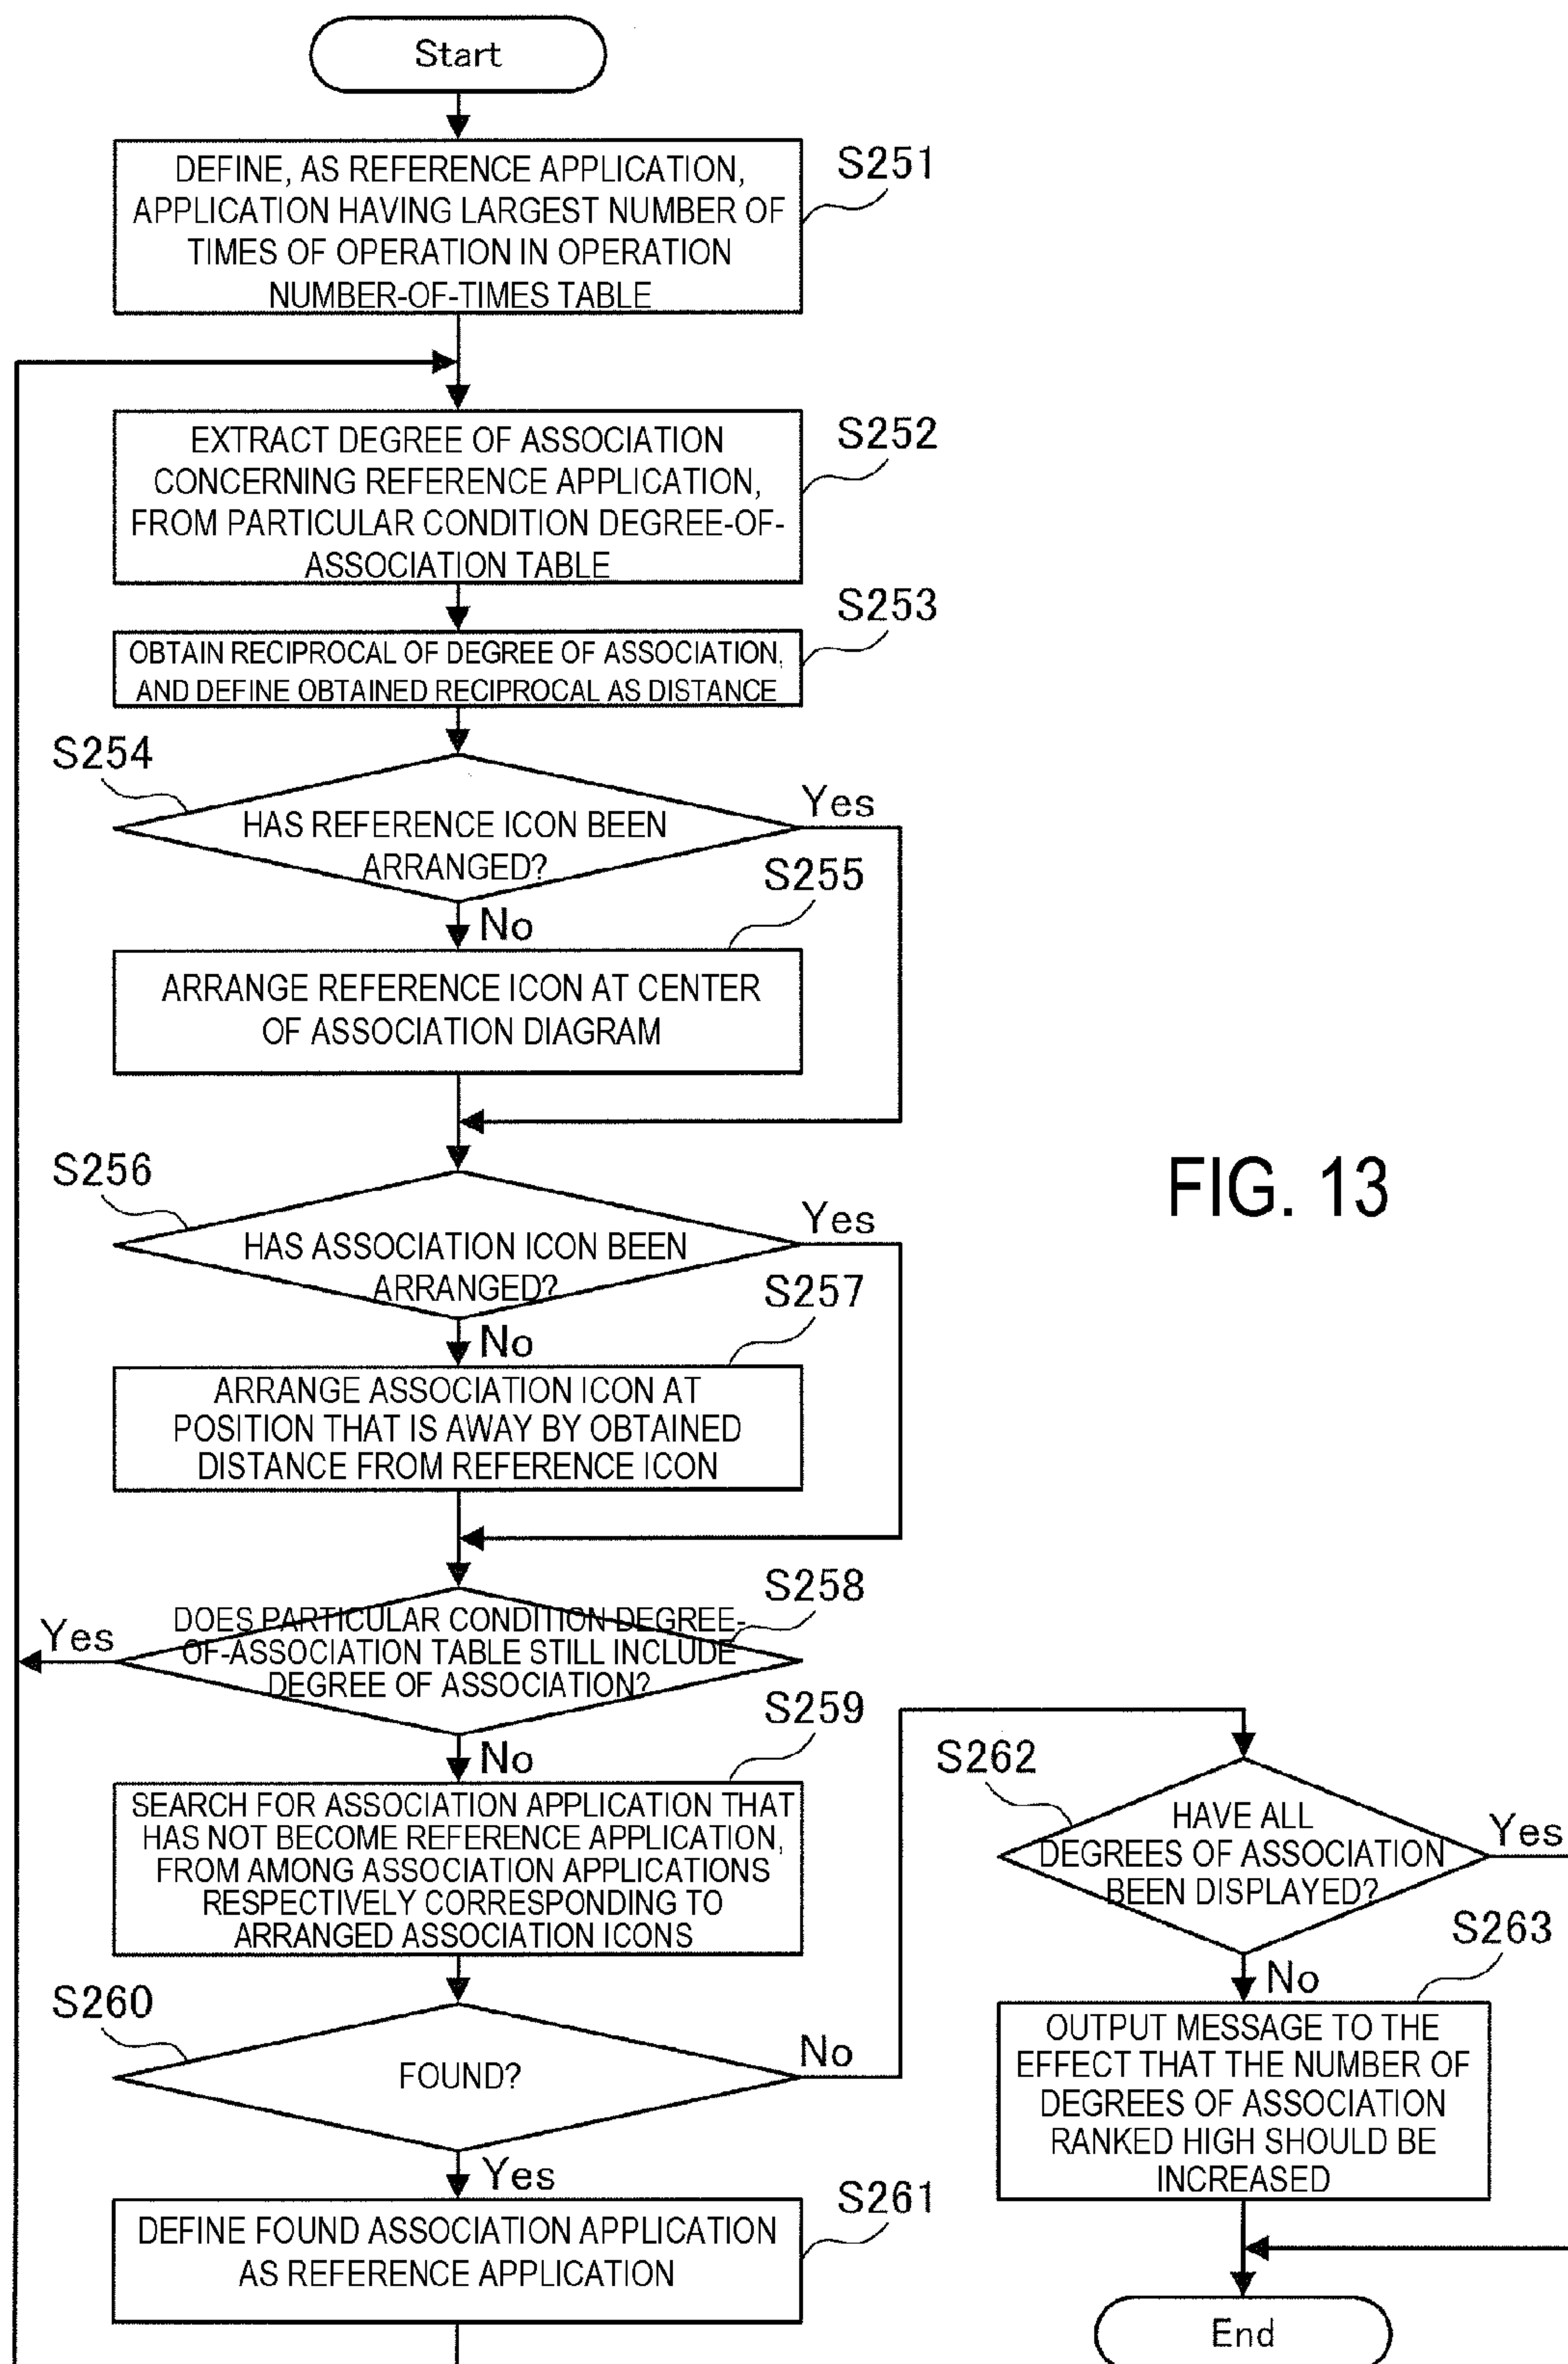 Start
S251
DEFINE, AS REFERENCE APPLICATION,
APPLICATION HAVING LARGEST NUMBER OF
TIMES OF OPERATION IN OPERATION
NUMBER-OF-TIMES TABLE
S252
EXTRACT DEGREE OF ASSOCIATION
CONCERNING REFERENCE APPLICATION,
FROM PARTICULAR CONDITION DEGREE-OF-
ASSOCIATION TABLE
S253
OBTAIN RECIPROCAL OF DEGREE OF ASSOCIATION,
AND DEFINE OBTAINED RECIPROCAL AS DISTANCE
S254
Yes
HAS REFERENCE ICON BEEN
ARRANGED?
S255
No
ARRANGE REFERENCE ICON AT CENTER
OF ASSOCIATION DIAGRAM
FIG. 13
S256
Yes
HAS ASSOCIATION ICON BEEN
ARRANGED?
S257
No
ARRANGE ASSOCIATION ICON AT
POSITION THAT IS AWAY BY OBTAINED
DISTANCE FROM REFERENCE ICON
S258
DOES PARTICULAR CONDITION DEGREE-
OF-ASSOCIATION TABLE STILL INCLUDE
DEGREE OF ASSOCIATION?
Yes
S259
No
SEARCH FOR ASSOCIATION APPLICATION THAT
HAS NOT BECOME REFERENCE APPLICATION,
FROM AMONG ASSOCIATION APPLICATIONS
RESPECTIVELY CORRESPONDING TO
ARRANGED ASSOCIATION ICONS
S260
FOUND?
No
Yes
S261
DEFINE FOUND ASSOCIATION APPLICATION
AS REFERENCE APPLICATION
S262
HAVE ALL
DEGREES OF ASSOCIATION
BEEN DISPLAYED?
Yes
S263
No
OUTPUT MESSAGE TO THE
EFFECT THAT THE NUMBER OF
DEGREES OF ASSOCIATION
RANKED HIGH SHOULD BE
INCREASED
End